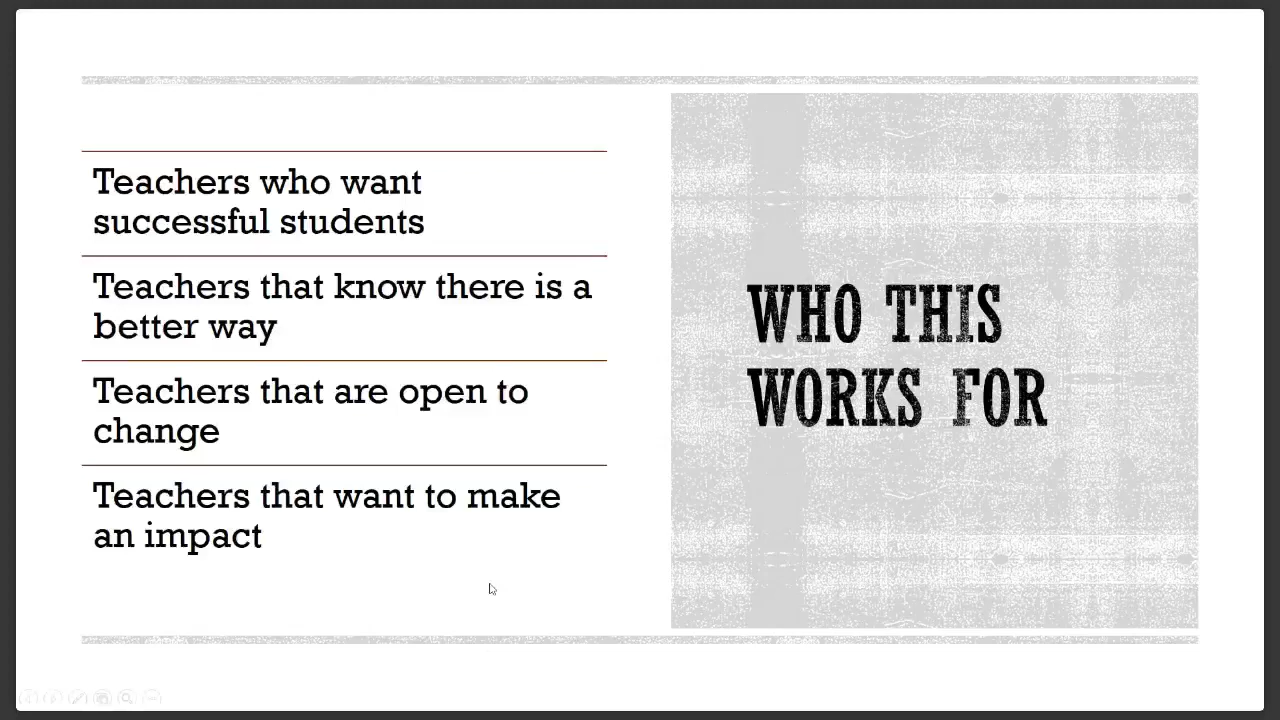 Teachers who want
successful students
Teachers that know there is a
better way
Teachers that are open to
change
Teachers that want to make
an impact
WHO THIS
WORKS FOR